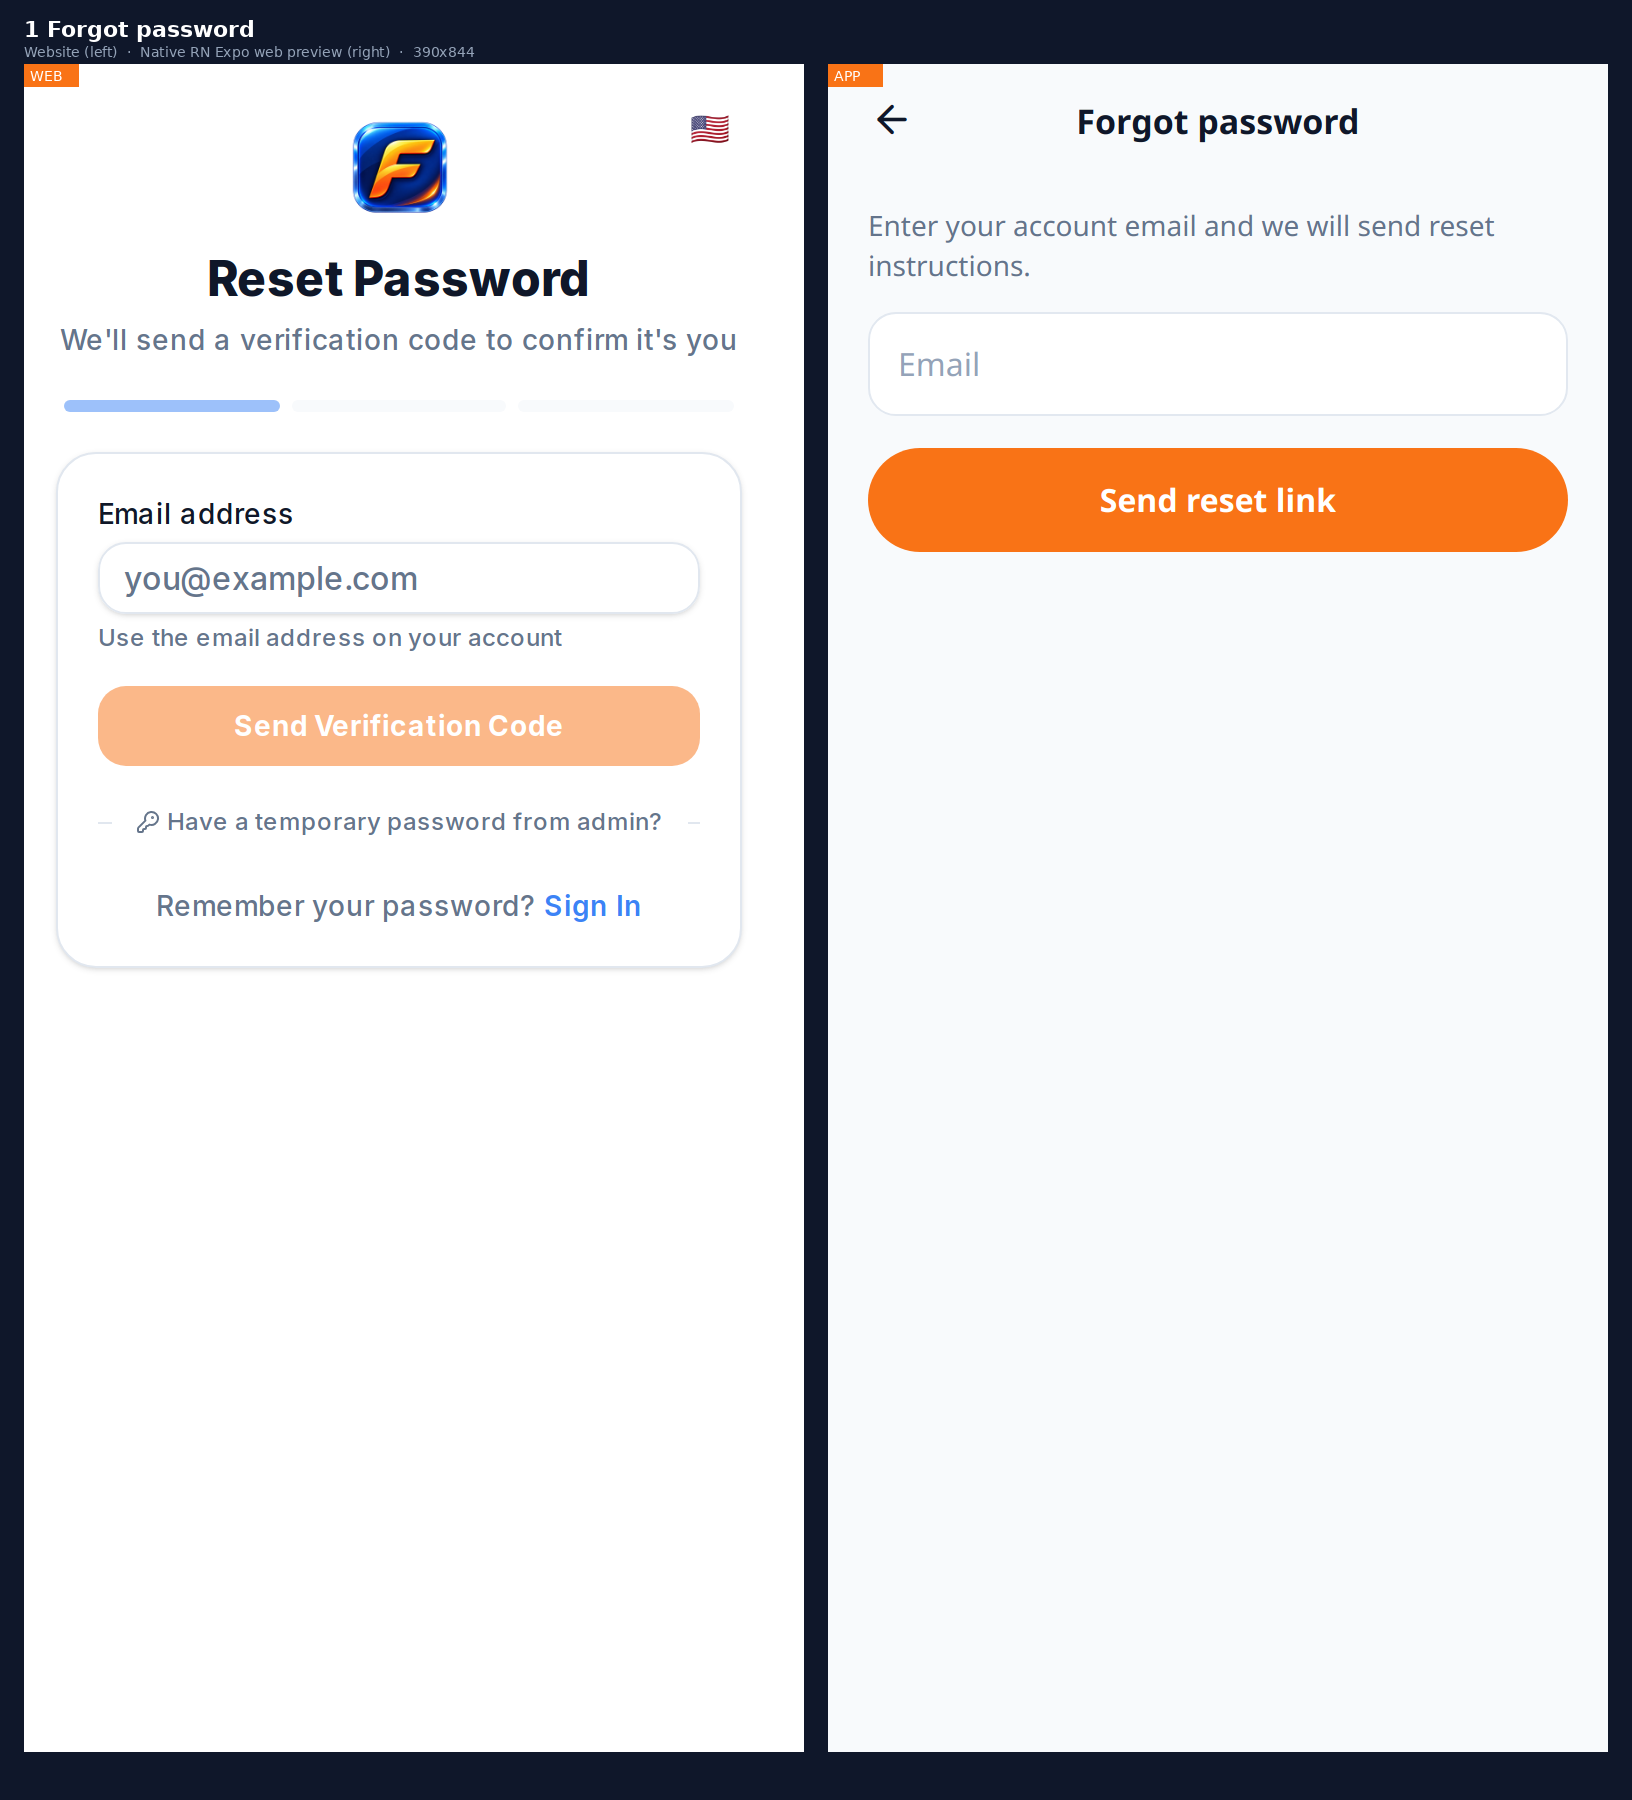 1 Forgot password
Website (left) · Native RN Expo web preview (right) · 390x844
WEB
F
Reset Password
We'll send a verification code to confirm it's you
Email address
you@example.com
Use the email address on your account
Send Verification Code
Have a temporary password from admin?
Remember your password? Sign In
APP
Forgot password
Enter your account email and we will send reset
instructions.
Email
Send reset link